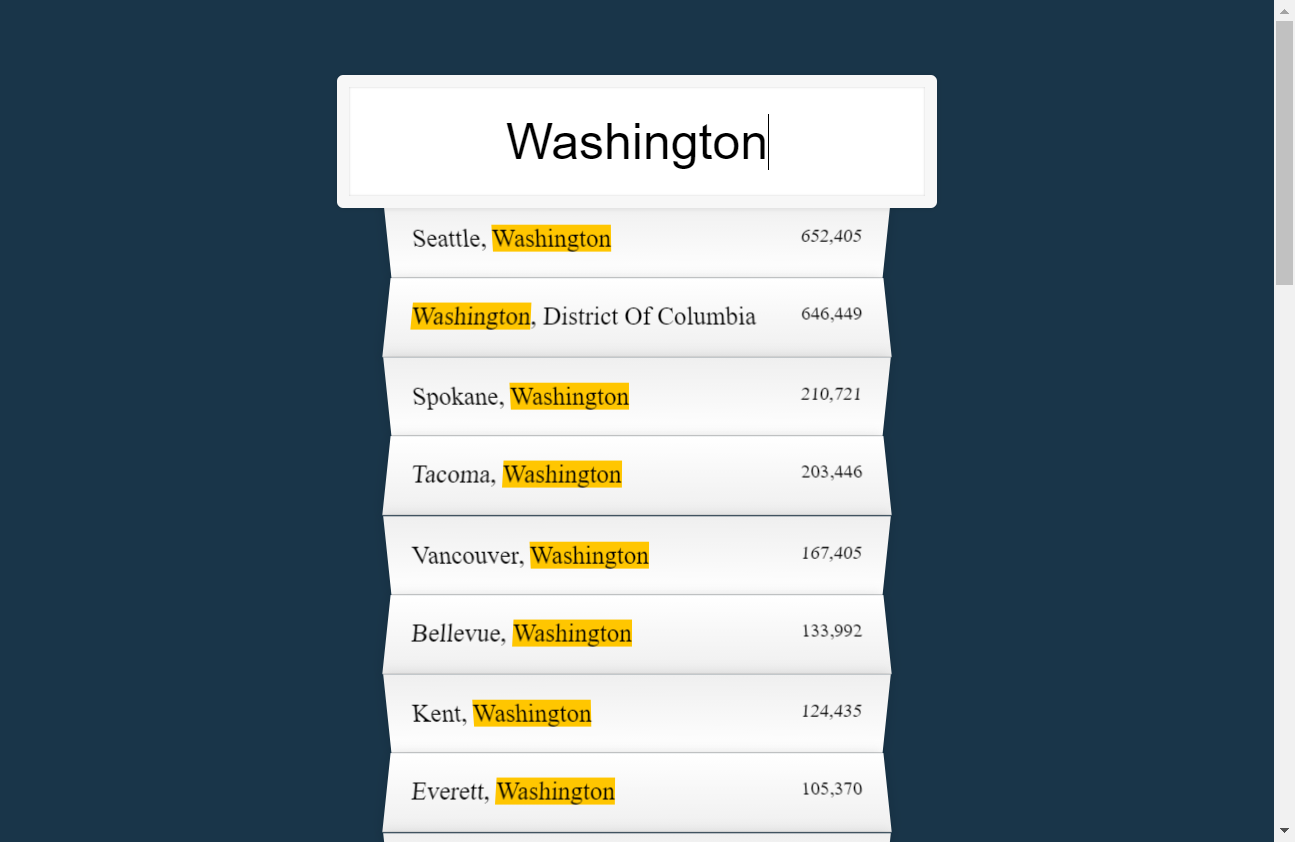 Washington
Seattle, Washington 652,405
Washington, District Of Columbia 646,449
Spokane, Washington 210,721
Tacoma, Washington 203,446
Vancouver, Washington 167,405
Bellevue, Washington 133,992
Kent, Washington 124,435
Everett, Washington 105,370